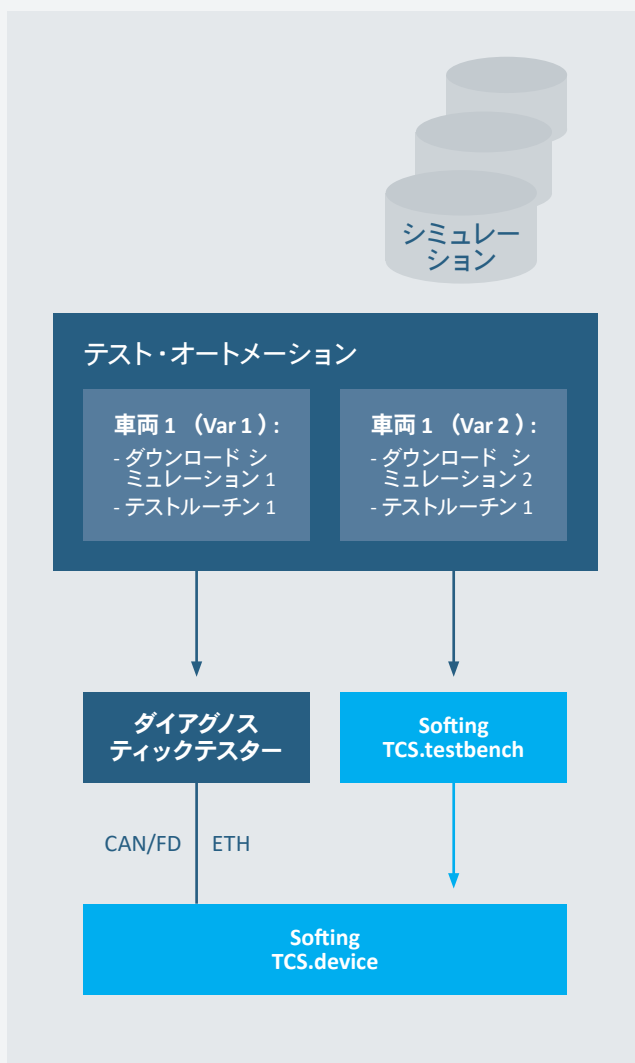 シミュレー
ション
テスト・オートメーション
車両 1 （Var 1）:
- ダウンロード シ
ミュレーション 1
- テストルーチン 1
車両 1 （Var 2）:
- ダウンロード シ
ミュレーション 2
- テストルーチン 1
ダイアグノス
ティックテスター
Softing
TCS.testbench
CAN/FD
ETH
Softing
TCS.device